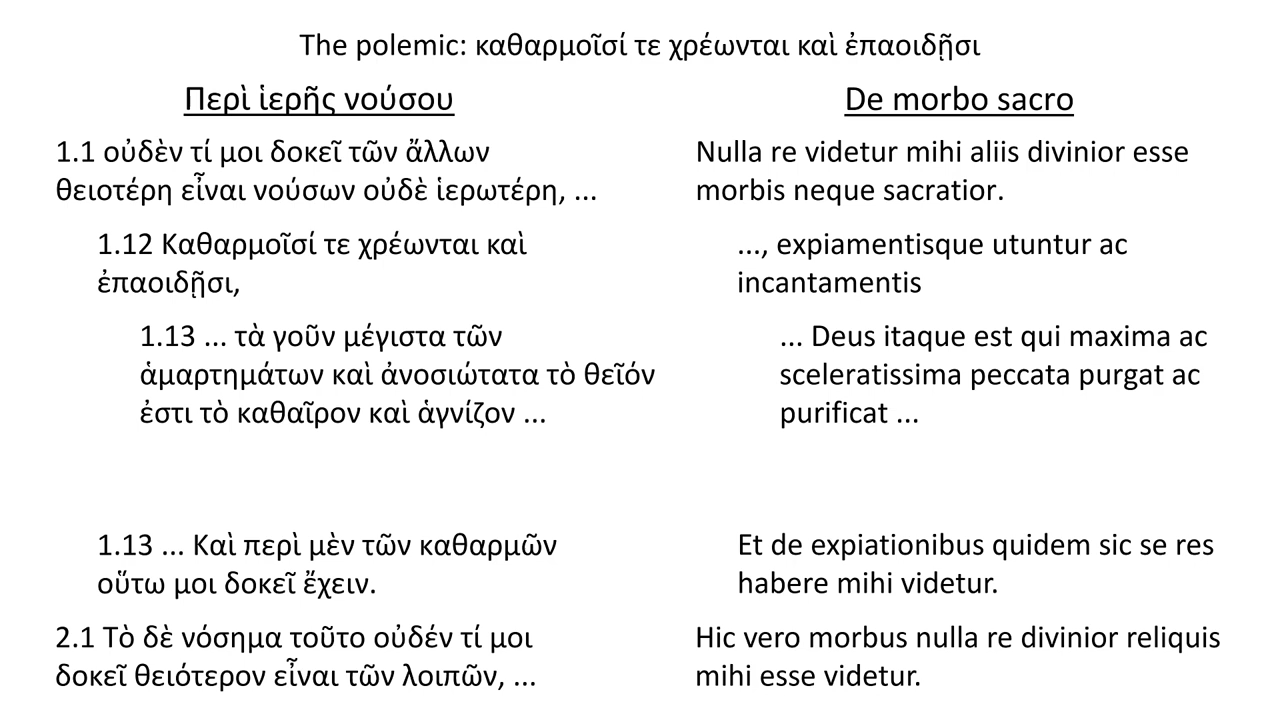 The polemic: καθαρμοῖσί τε χρέωνται καὶ ἐπαοιδῇσι
Περὶ ἱερῆς νούσου
1.1 οὐδὲν τί μοι δοκεῖ τῶν ἄλλων
θειοτέρη εἶναι νούσων οὐδὲ ἱερωτέρη, ...
1.12 Καθαρμοῖσί τε χρέωνται καὶ
ἐπαοιδῇσι,
1.13 ... τὰ γοῦν μέγιστα τῶν
ἁμαρτημάτων καὶ ἀνοσιώτατα τὸ θεῖόν
ἐστι τὸ καθαῖρον καὶ ἁγνίζον ...
1.13 ... Καὶ περὶ μὲν τῶν καθαρμῶν
οὕτω μοι δοκεῖ ἔχειν.
2.1 Τὸ δὲ νόσημα τοῦτο οὐδέν τί μοι
δοκεῖ θειότερον εἶναι τῶν λοιπῶν, ...
De morbo sacro
Nulla re videtur mihi aliis divinior esse
morbis neque sacratior.
..., expiamentisque utuntur ac
incantamentis
... Deus itaque est qui maxima ac
sceleratissima peccata purgat ac
purificat ...
Et de expiationibus quidem sic se res
habere mihi videtur.
Hic vero morbus nulla re divinior reliquis
mihi esse videtur.